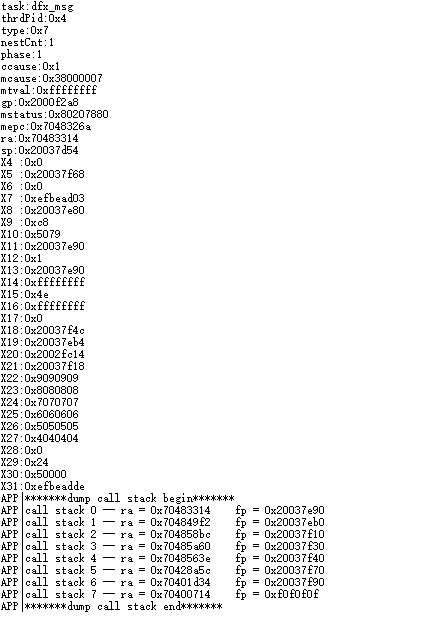 task:dfx_msg
thrdPid:0x4
type:0x7
nestCnt:1
phase:1
ccause:0x1
mcause:0x38000007
mtval:0xffffffff
gp:0x2000f2a8
mstatus:0x80207880
mepc:0x7048326a
ra:0x70483314
sp:0x20037d54
X4 :0x0
X5 :0x20037f68
X6 :0x0
X7 :0xefbead03
X8 :0x20037e80
X9 :0xc8
X10:0x5079
X11:0x20037e90
X12:0x1
X13:0x20037e90
X14:0xffffffff
X15:0x4e
X16:0xffffffff
X17:0x0
X18:0x20037f4c
X19:0x20037eb4
X20:0x2002fc14
X21:0x20037f18
X22:0x9090909
X23:0x8080808
X24:0x7070707
X25:0x6060606
X26:0x5050505
X27:0x4040404
X28:0x0
X29:0x24
X30:0x50000
X31:0xefbeadde
APP|*******dump call stack begin*******
APP|call stack 0 -- ra = 0x70483314    fp = 0x20037e90
APP|call stack 1 -- ra = 0x704849f2    fp = 0x20037eb0
APP|call stack 2 -- ra = 0x704858bc    fp = 0x20037f10
APP|call stack 3 -- ra = 0x70485a60    fp = 0x20037f30
APP|call stack 4 -- ra = 0x7048563e    fp = 0x20037f40
APP|call stack 5 -- ra = 0x70428a5c    fp = 0x20037f70
APP|call stack 6 -- ra = 0x70401d34    fp = 0x20037f90
APP|call stack 7 -- ra = 0x70400714    fp = 0xf0f0f0f
APP|*******dump call stack end*******